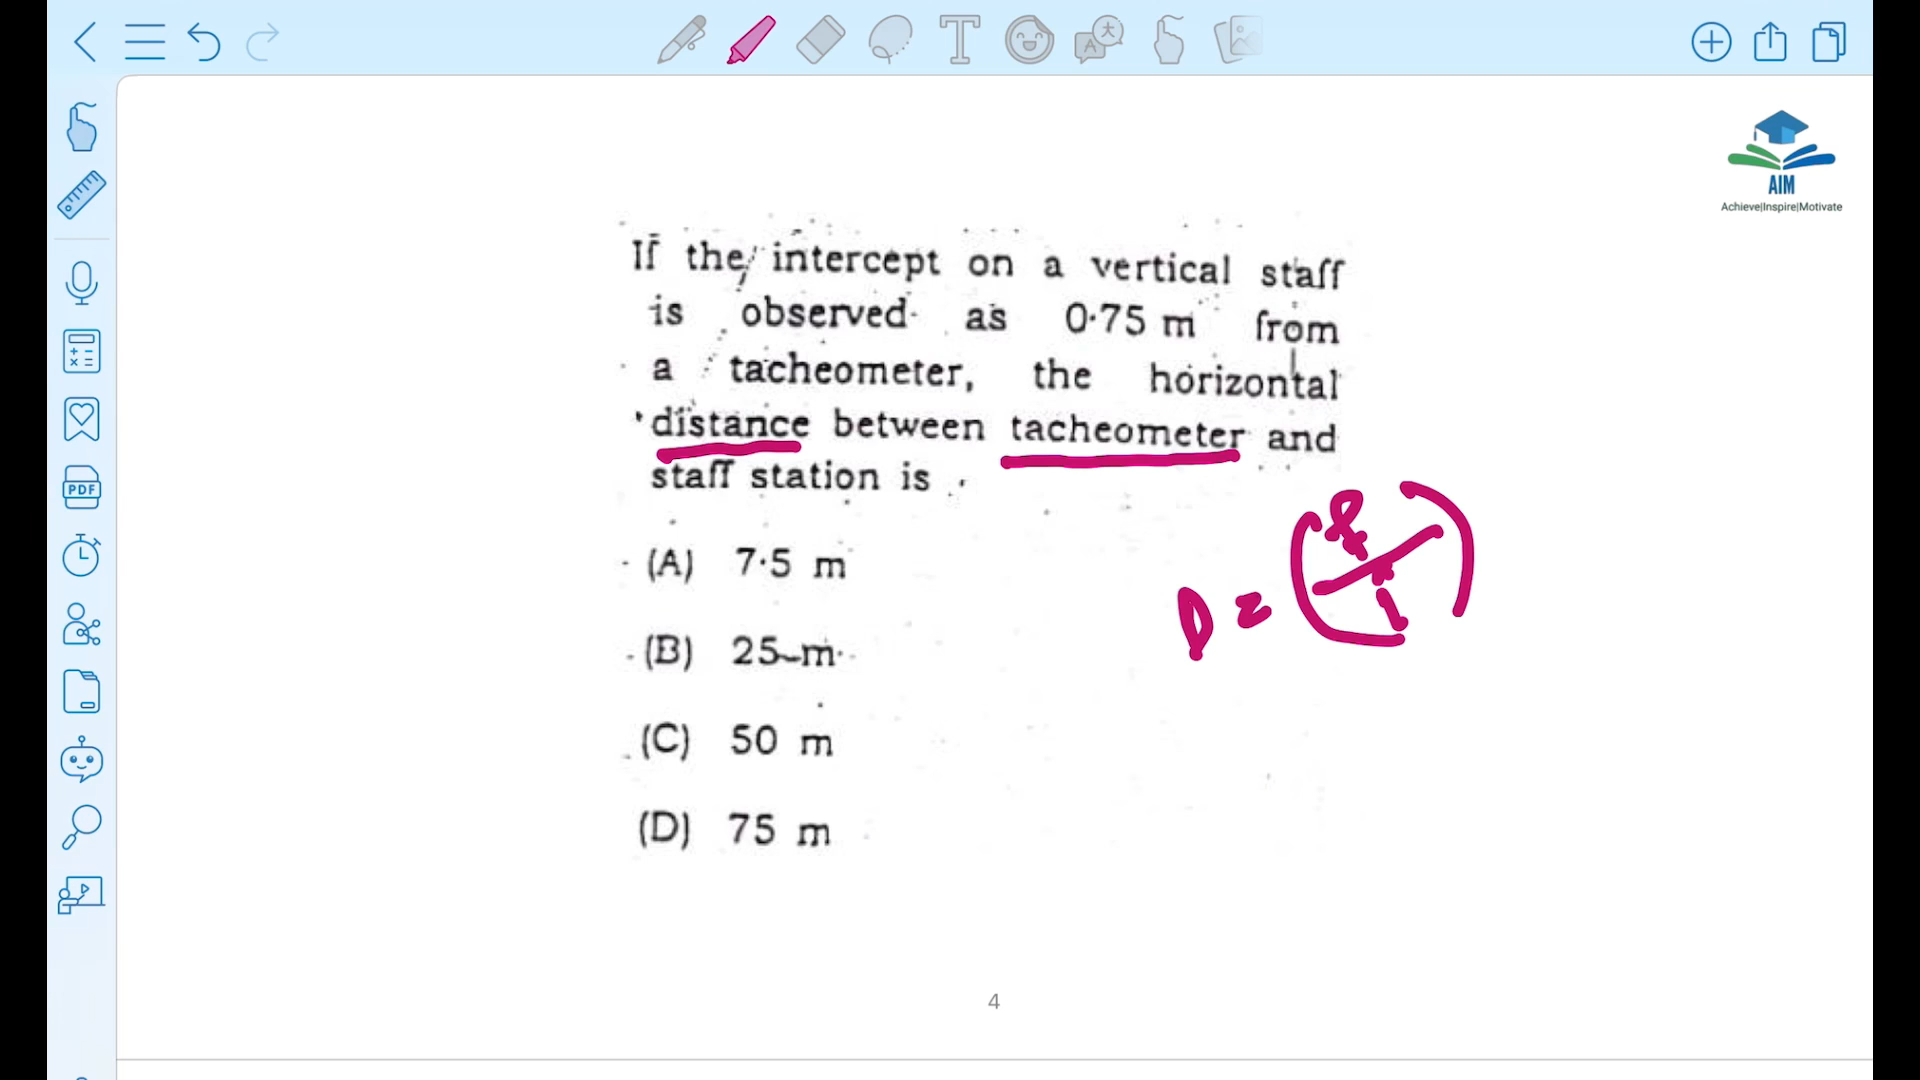 AIM
Achieve|Inspire|Motivate
If the intercept on a vertical staff
is observed as 0·75 m from
a tacheometer, the horizontal
distance between tacheometer and
staff station is
(A) 7·5 m
(B) 25 m
(C) 50 m
(D) 75 m
D = (f/i)
PDF
4